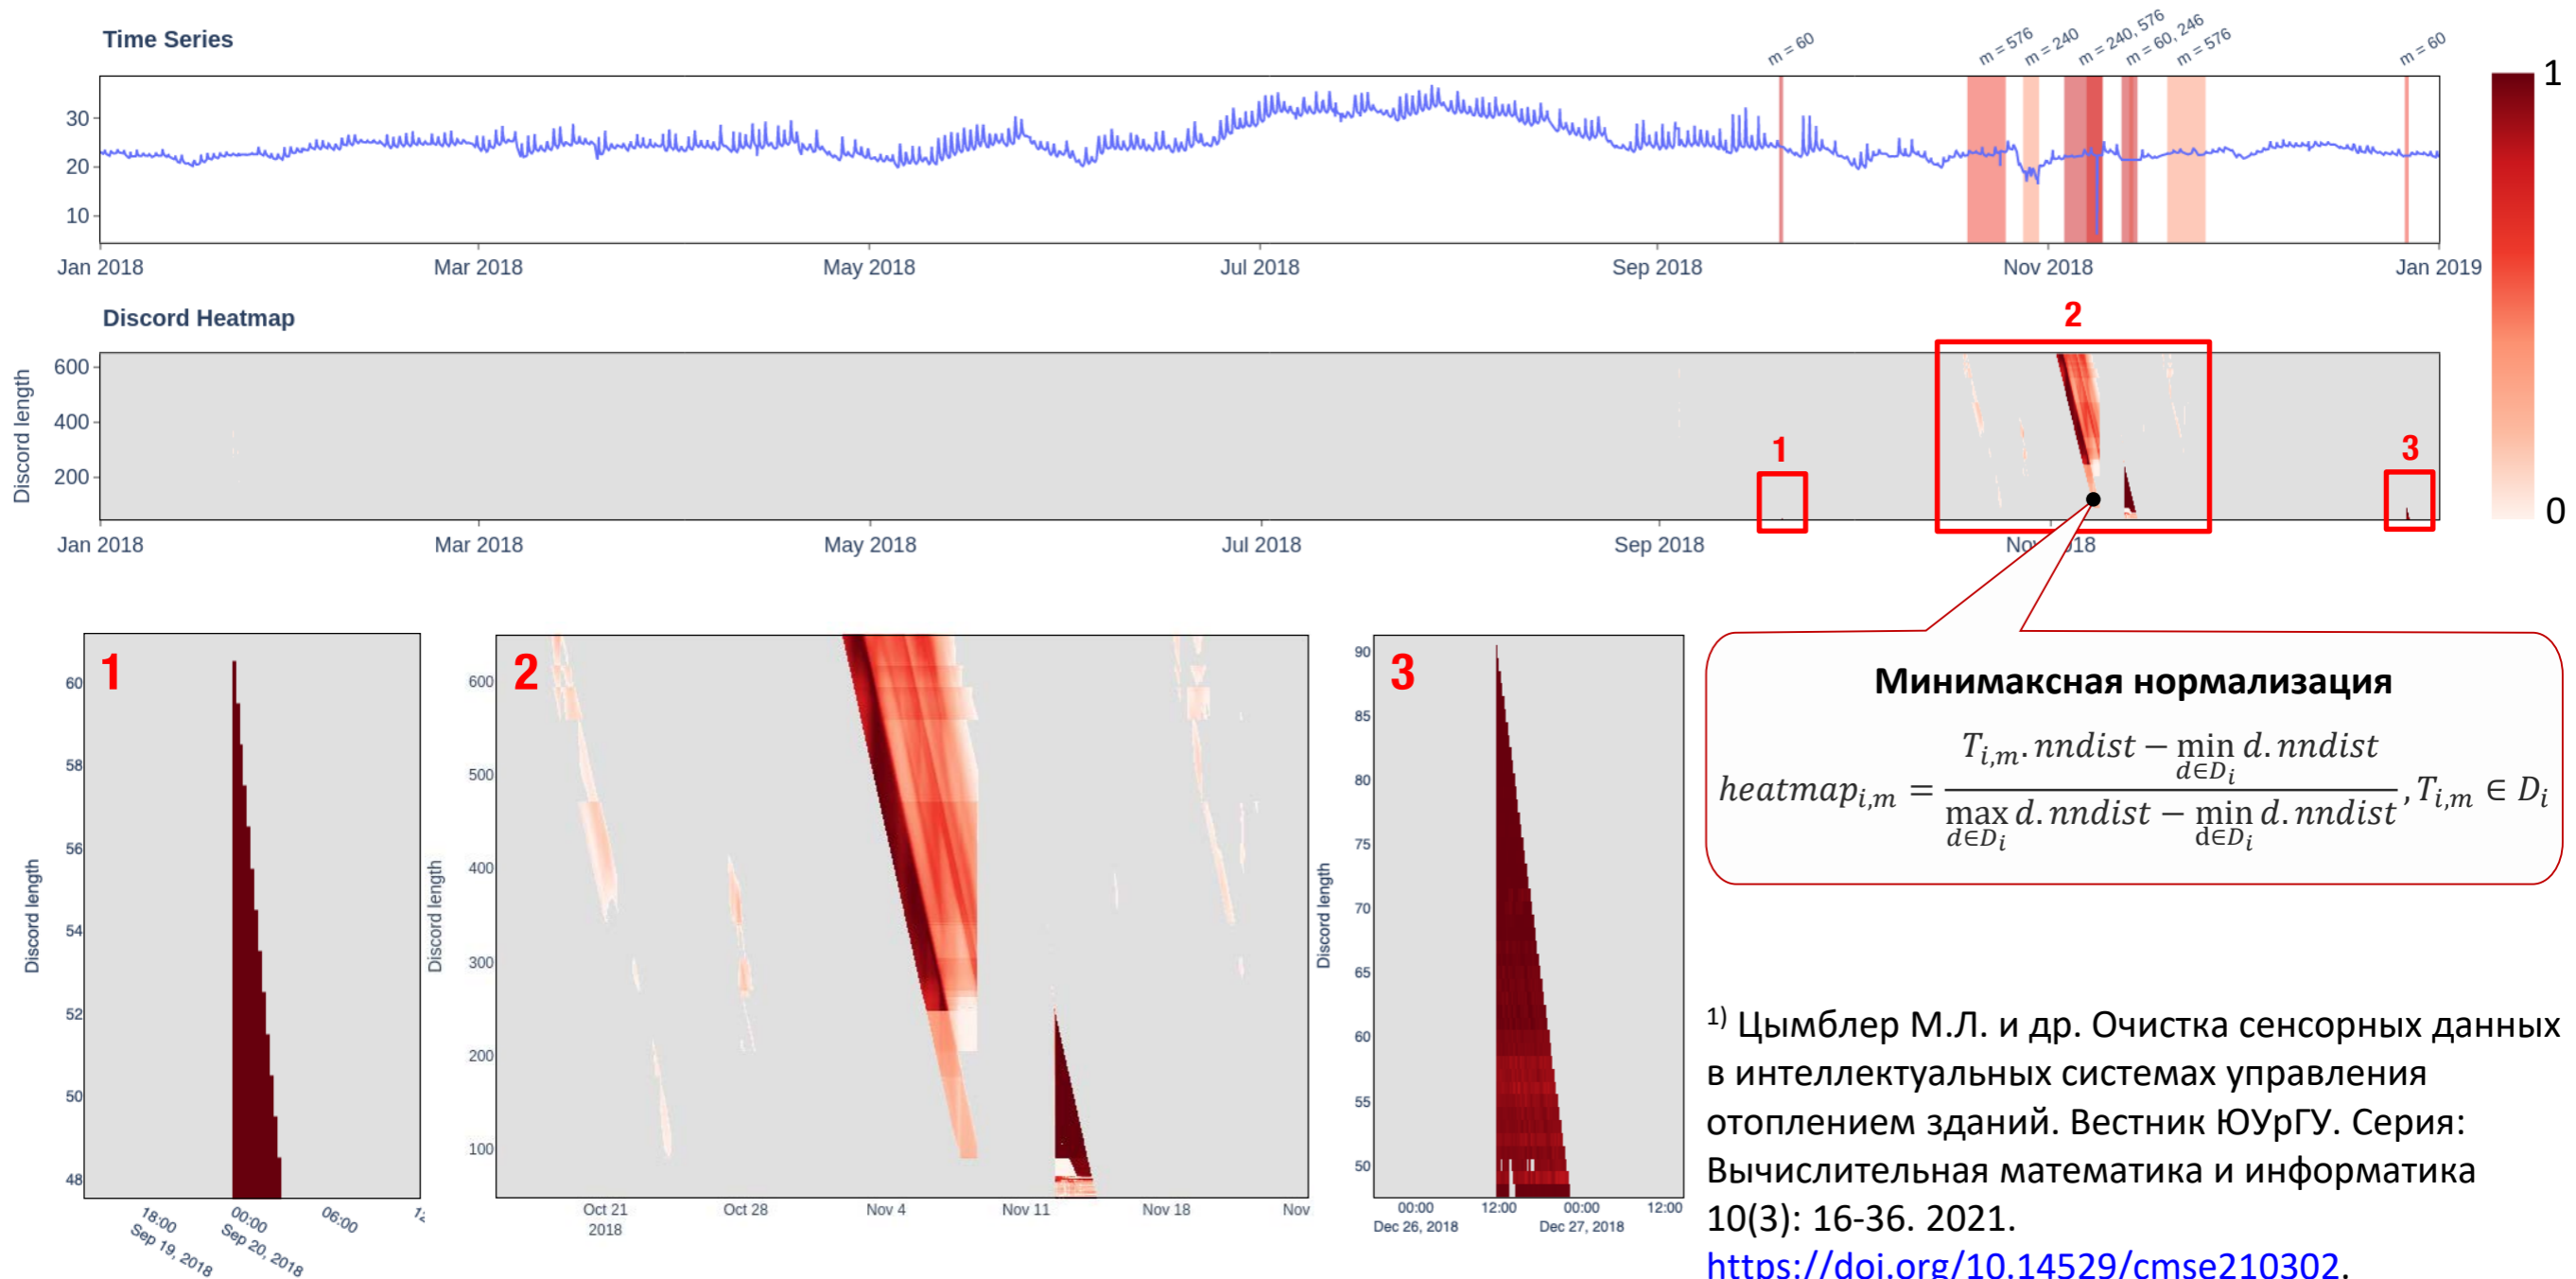 Time Series
m = 60
m = 576
m = 240
m = 240, 576
m = 60, 246
m = 576
m = 60
30
20
10
Jan 2018
Mar 2018
May 2018
Jul 2018
Sep 2018
Nov 2018
Jan 2019
1
0
Discord Heatmap
Discord length
600
400
200
1
2
3
Jan 2018
Mar 2018
May 2018
Jul 2018
Sep 2018
1
Discord length
60
58
56
54
52
50
48
18:00
Sep 19, 2018
00:00
Sep 20, 2018
06:00
2
Discord length
600
500
400
300
200
100
Oct 21
2018
Oct 28
Nov 4
Nov 11
Nov 18
Nov
3
Discord length
90
85
80
75
70
65
60
55
50
00:00
Dec 26, 2018
12:00
00:00
Dec 27, 2018
12:00
Минимаксная нормализация
heatmap_{i,m} = \frac{T_{i,m}.nndist − \min_{d∈D_i} d.nndist}{\max_{d∈D_i} d.nndist − \min_{d∈D_i} d.nndist}, T_{i,m} ∈ D_i
1) Цымблер М.Л. и др. Очистка сенсорных данных
в интеллектуальных системах управления
отоплением зданий. Вестник ЮУрГУ. Серия:
Вычислительная математика и информатика
10(3): 16-36. 2021.
https://doi.org/10.14529/cmse210302.